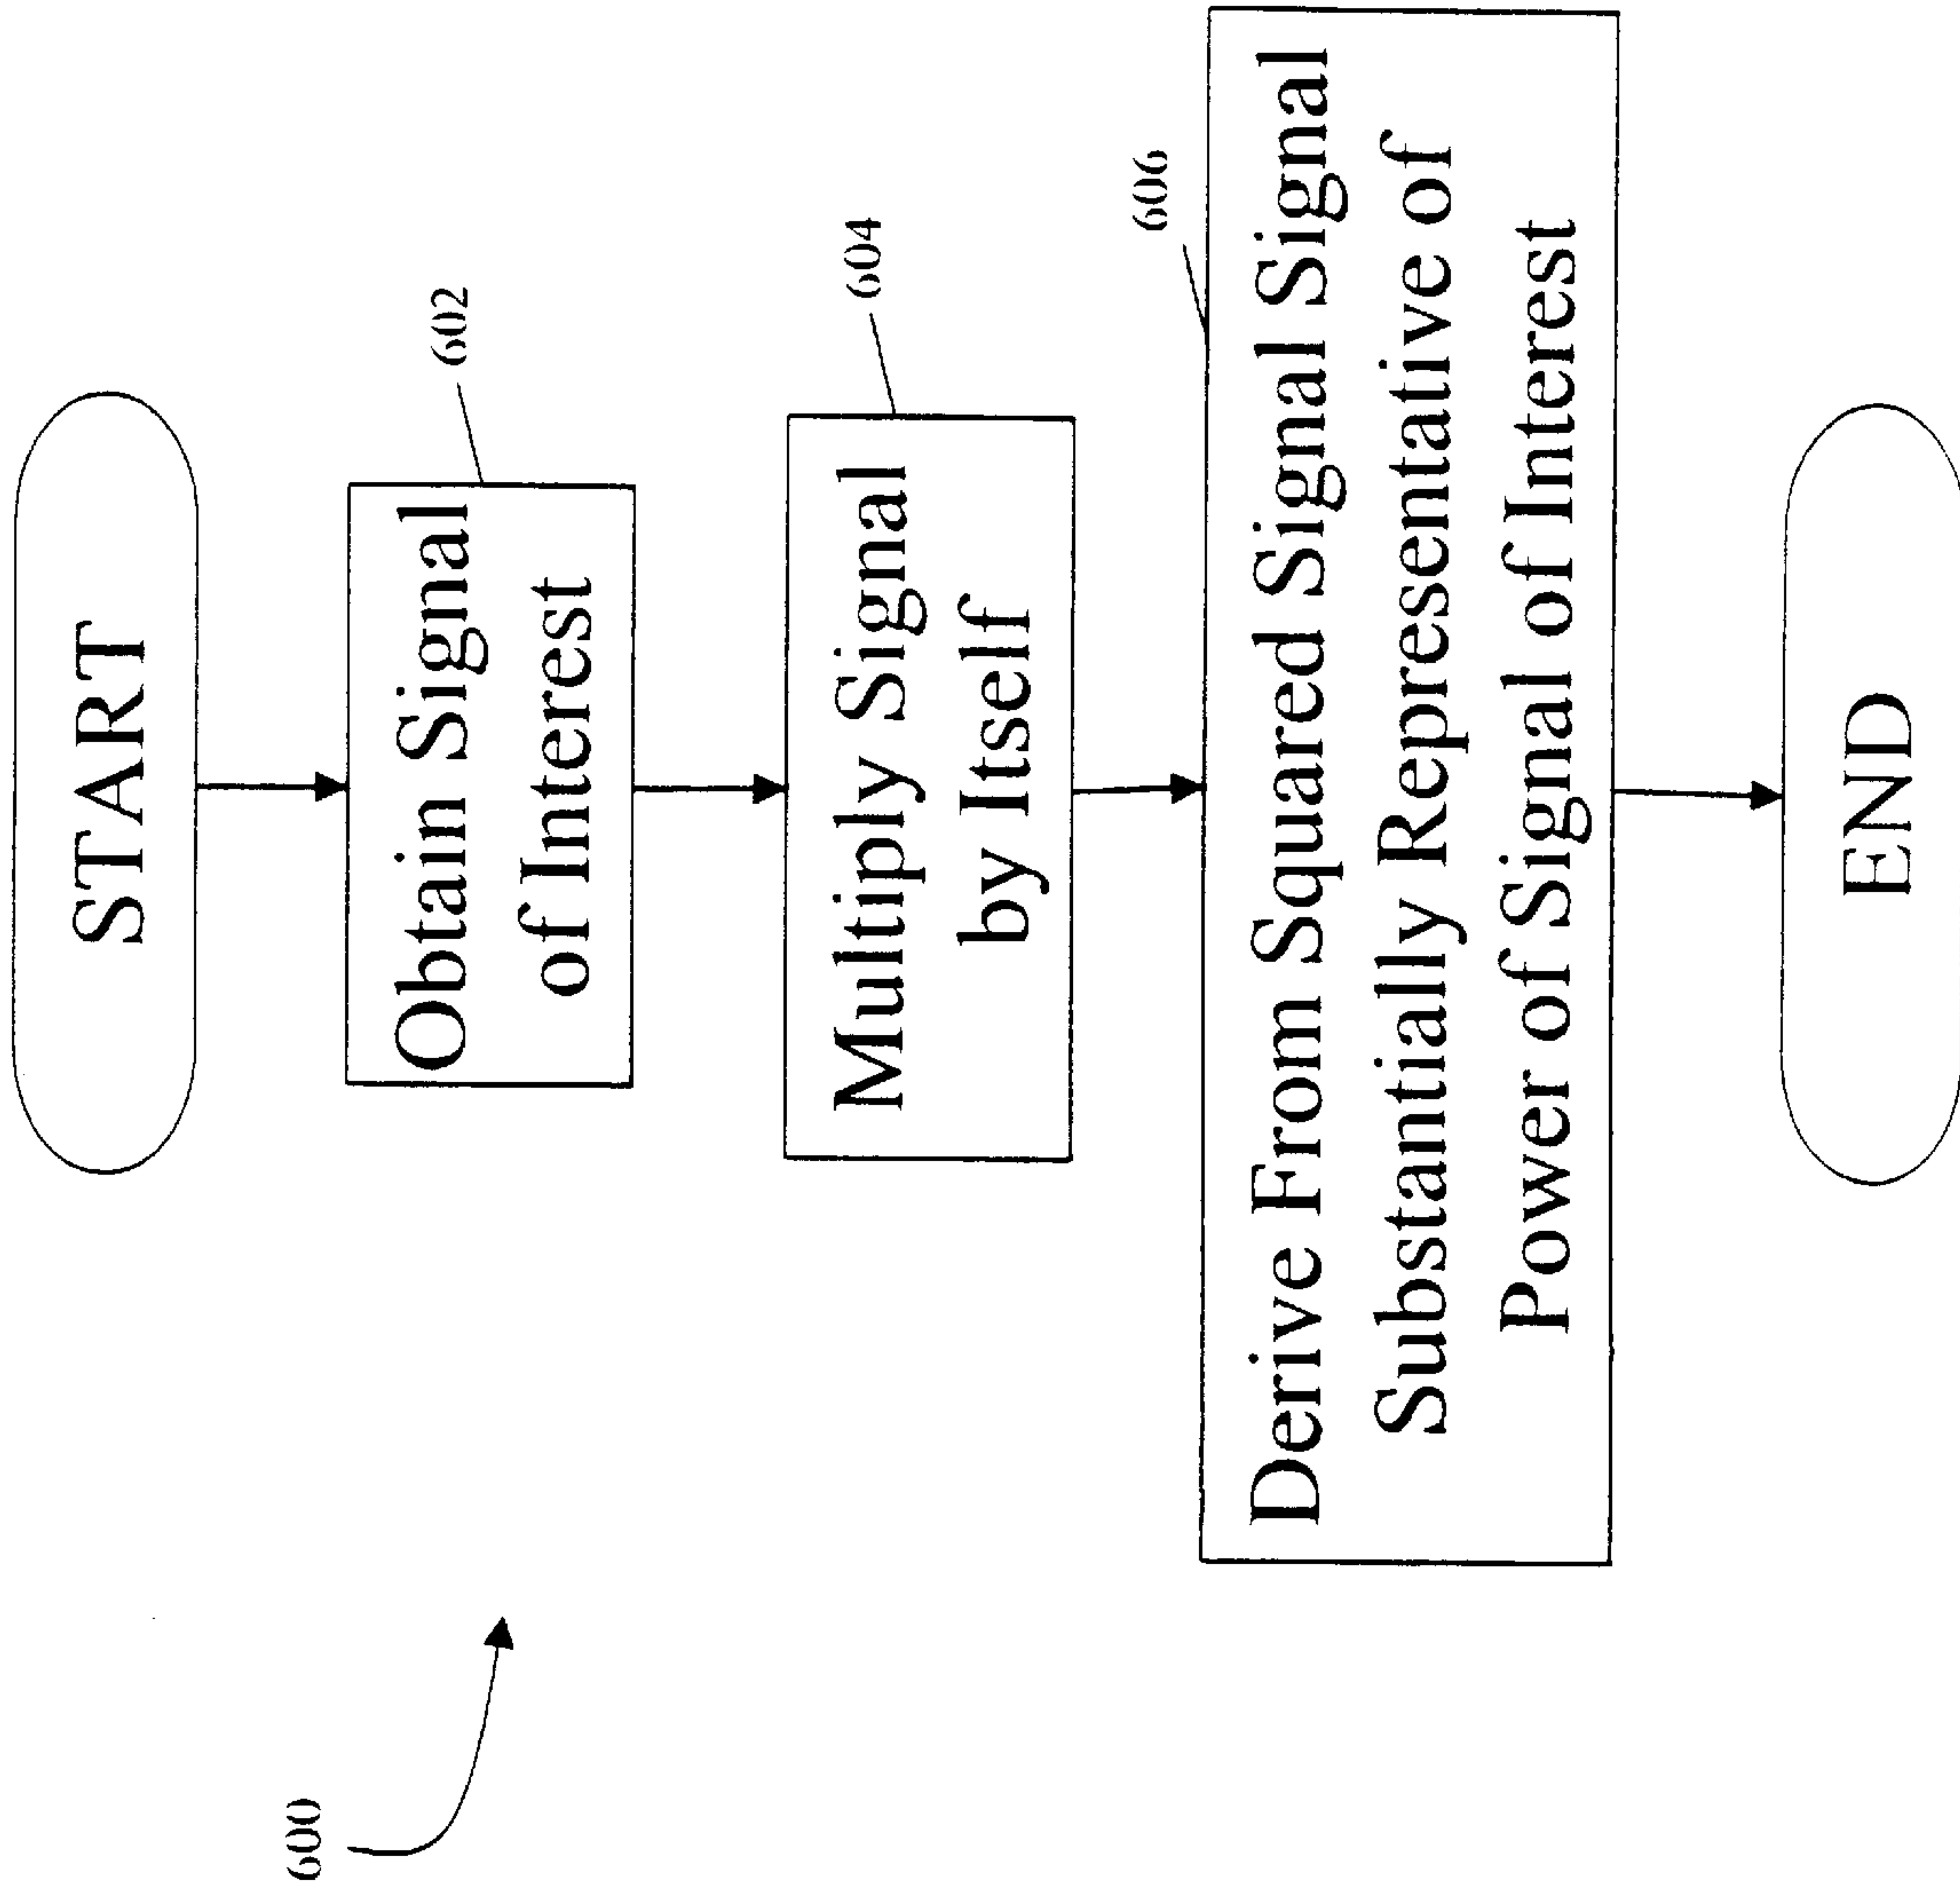 600
START
Obtain Signal
of Interest
602
Multiply Signal
by Itself
604
Derive From Squared Signal Signal
Substantially Representative of
Power of Signal of Interest
606
END